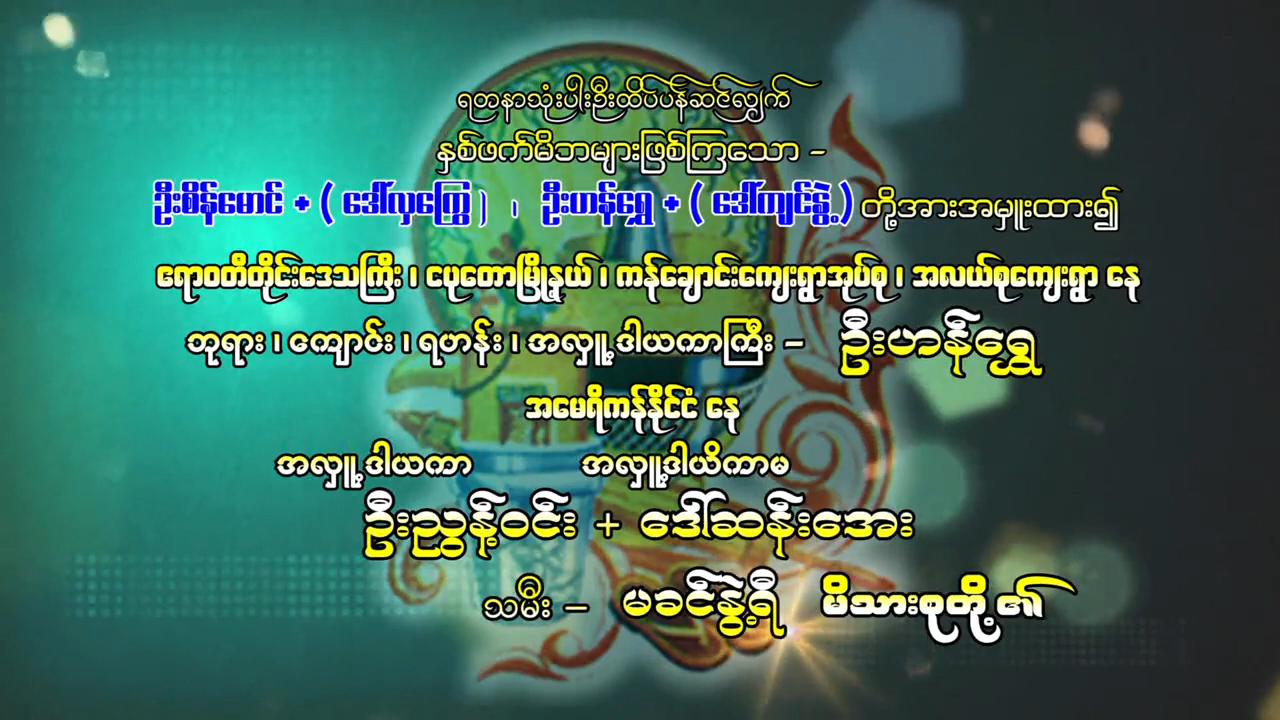 ရတနာသုံးပါးဦးထိပ်ပန်ဆင်လျှက်
နှစ်ဖက်မိဘများဖြစ်ကြသော –
ဦးစိန်မောင် + ( ဒေါ်လှကြွေ ) ၊ ဦးဟန်ရွှေ + ( ဒေါ်ကျင်နွဲ့ ) တို့အားအမှူးထား၍
ဧရာဝတီတိုင်းဒေသကြီး ၊ ငပုတောမြို့နယ် ၊ ကန်ချောင်းကျေးရွာအုပ်စု ၊ အလယ်စုကျေးရွာ နေ
ဘုရား ၊ ကျောင်း ၊ ရဟန်း ၊ အလှူ့ဒါယကာကြီး – ဦးဟန်ရွှေ
အမေရိကန်နိုင်ငံ နေ
အလှူ့ဒါယကာ အလှူ့ဒါယိကာမ
ဦးညွန့်ဝင်း + ဒေါ်ဆန်းအေး
သမီး – မခင်နွဲ့ရီ မိသားစုတို့၏